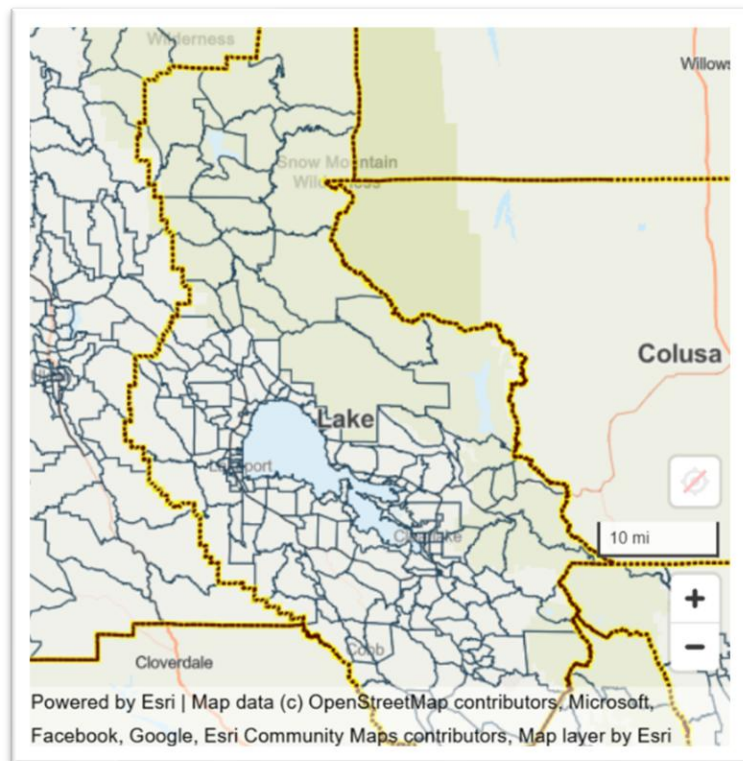 Wilderness
Willows
Snow Mountain
Wilderness
Colusa
Lake
Lakeport
10 mi
Clearlake
+
−
Cobb
Cloverdale
Powered by Esri | Map data (c) OpenStreetMap contributors, Microsoft,
Facebook, Google, Esri Community Maps contributors, Map layer by Esri